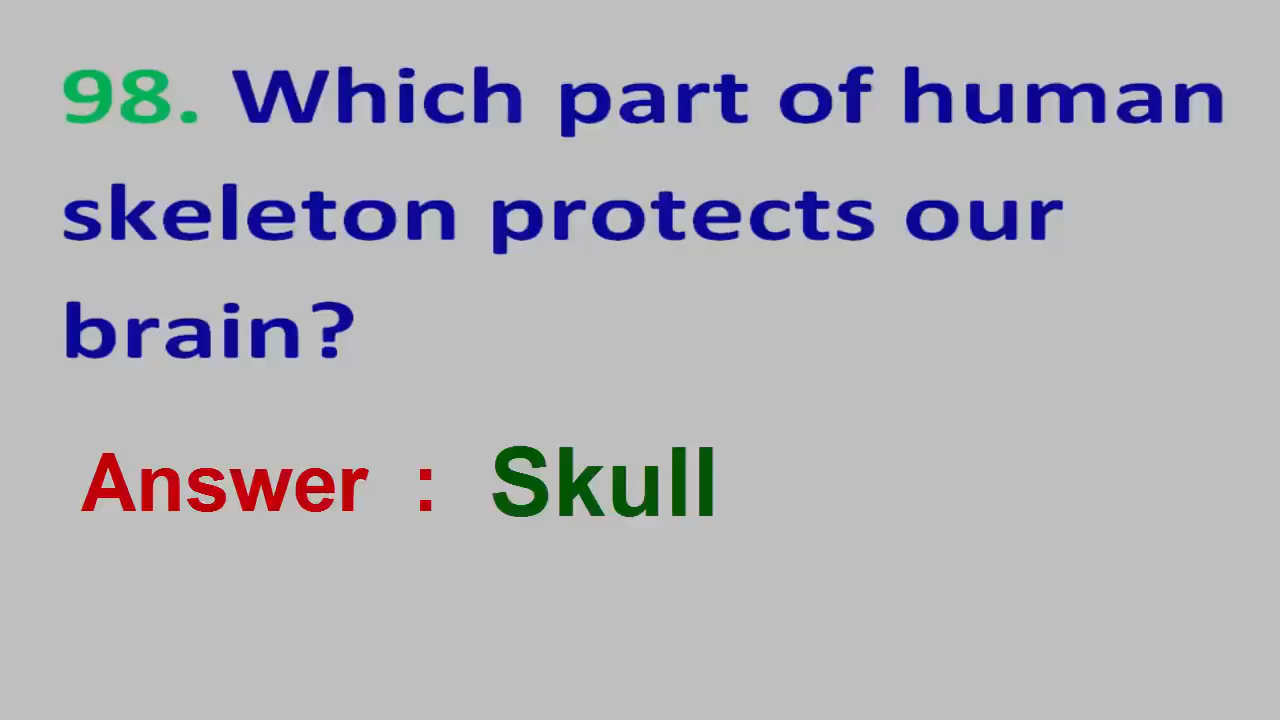 98. Which part of human
skeleton protects our
brain?
Answer : Skull